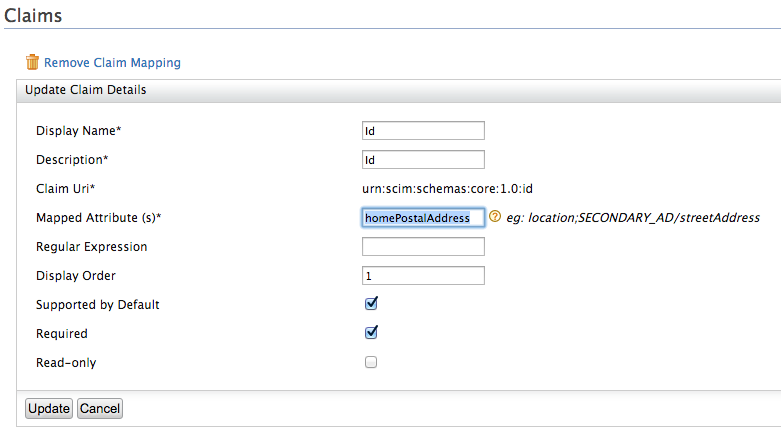 Claims
Remove Claim Mapping
Update Claim Details
Display Name* Id
Description* Id
Claim Uri* urn:scim:schemas:core:1.0:id
Mapped Attribute (s)* homePostalAddress ? eg: location;SECONDARY_AD/streetAddress
Regular Expression
Display Order 1
Supported by Default
Required
Read-only
Update Cancel